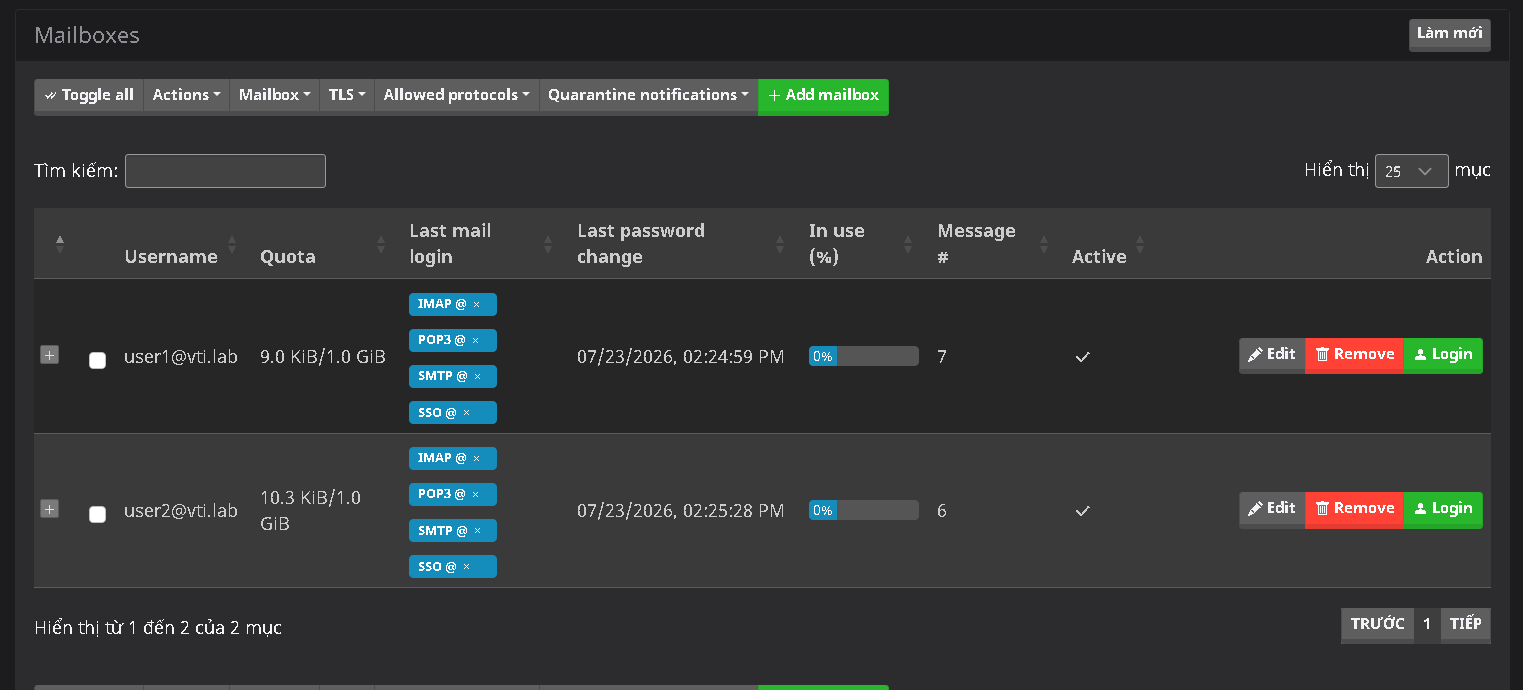 Mailboxes
Làm mới
Toggle all Actions Mailbox TLS Allowed protocols Quarantine notifications + Add mailbox
Tìm kiếm:
Hiển thị 25 mục
Username Quota Last mail login Last password change In use (%) Message # Active Action
IMAP @ ×
POP3 @ ×
user1@vti.lab 9.0 KiB/1.0 GiB 07/23/2026, 02:24:59 PM 0% 7 Edit Remove Login
SMTP @ ×
SSO @ ×
IMAP @ ×
POP3 @ ×
user2@vti.lab 10.3 KiB/1.0 GiB 07/23/2026, 02:25:28 PM 0% 6 Edit Remove Login
SMTP @ ×
SSO @ ×
Hiển thị từ 1 đến 2 của 2 mục
TRƯỚC 1 TIẾP